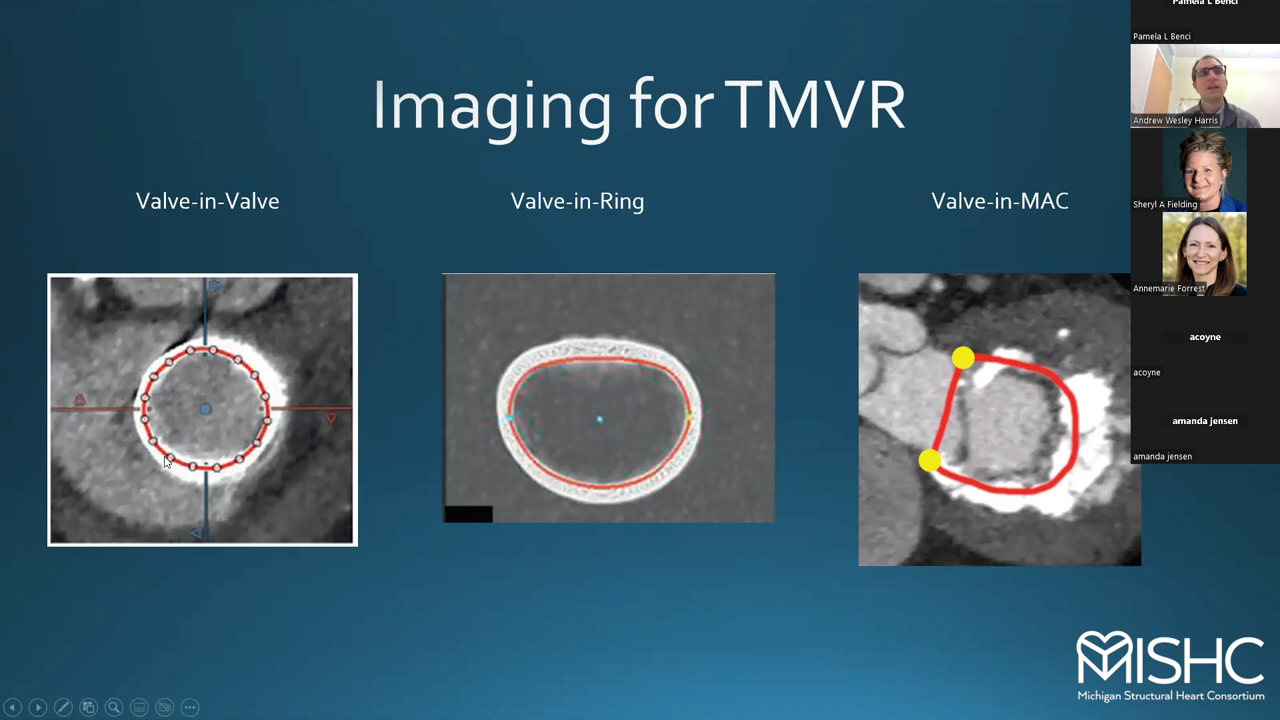 Imaging for TMVR
Valve-in-Valve
Valve-in-Ring
Valve-in-MAC
MISHC
Michigan Structural Heart Consortium
Pamela L Benci
Pamela L Benci
Andrew Wesley Harris
Sheryl A Fielding
Annemarie Forrest
acoyne
acoyne
amanda jensen
amanda jensen